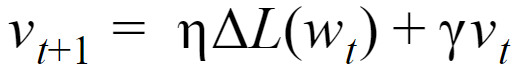 v_{t+1} = ηΔL(w_t) + γv_t